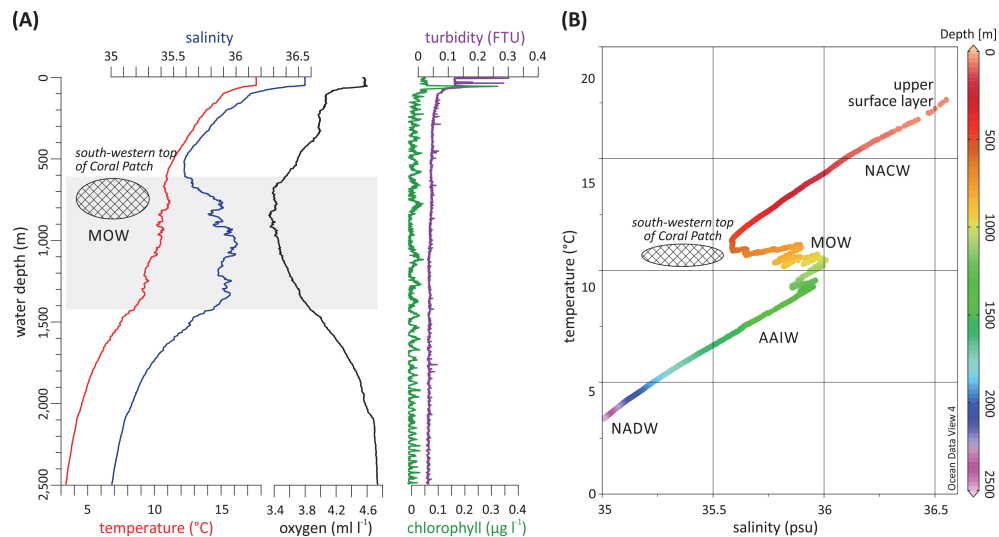 (A)
salinity
35 35.4 36 36.6
turbidity (FTU)
0 0.1 0.2 0.3 0.4
0
500
1,000
1,500
2,000
2,500
water depth (m)
south-western top
of Coral Patch
MOW
5 10 15
temperature (°C)
3.4 4.0 4.6
oxygen (ml l⁻¹)
0 0.1 0.2 0.3 0.4
chlorophyll (µg l⁻¹)
(B)
Depth [m]
0
500
1000
1500
2000
2500
20
15
10
5
0
temperature (°C)
upper
surface layer
NACW
south-western top
of Coral Patch
MOW
AAIW
NADW
Ocean Data View 4
35 35.5 36 36.5
salinity (psu)